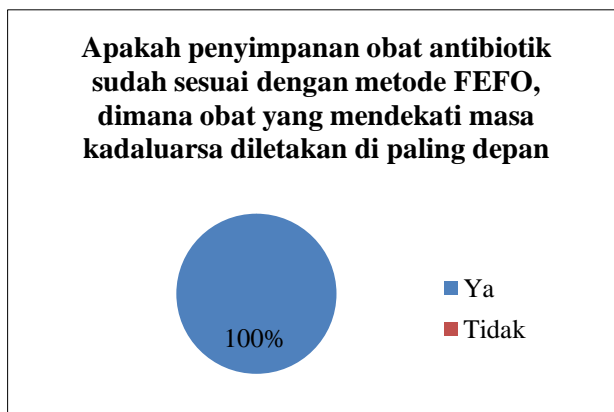 Apakah penyimpanan obat antibiotik
sudah sesuai dengan metode FEFO,
dimana obat yang mendekati masa
kadaluarsa diletakan di paling depan
Ya
100%
Tidak